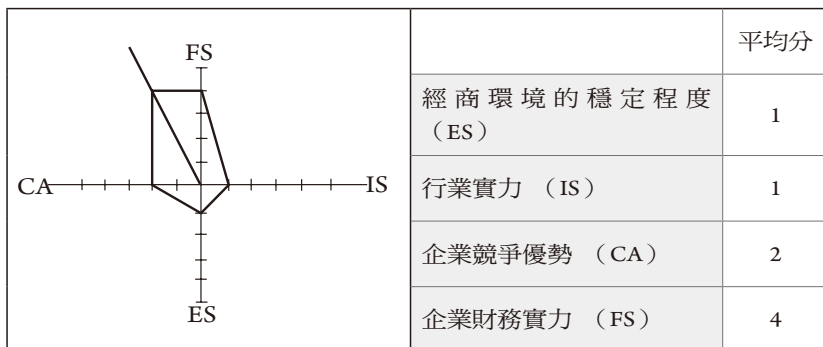 FS
CA
IS
ES
平均分
經商環境的穩定程度
（ES）
1
行業實力 （IS）
1
企業競爭優勢 （CA）
2
企業財務實力 （FS）
4